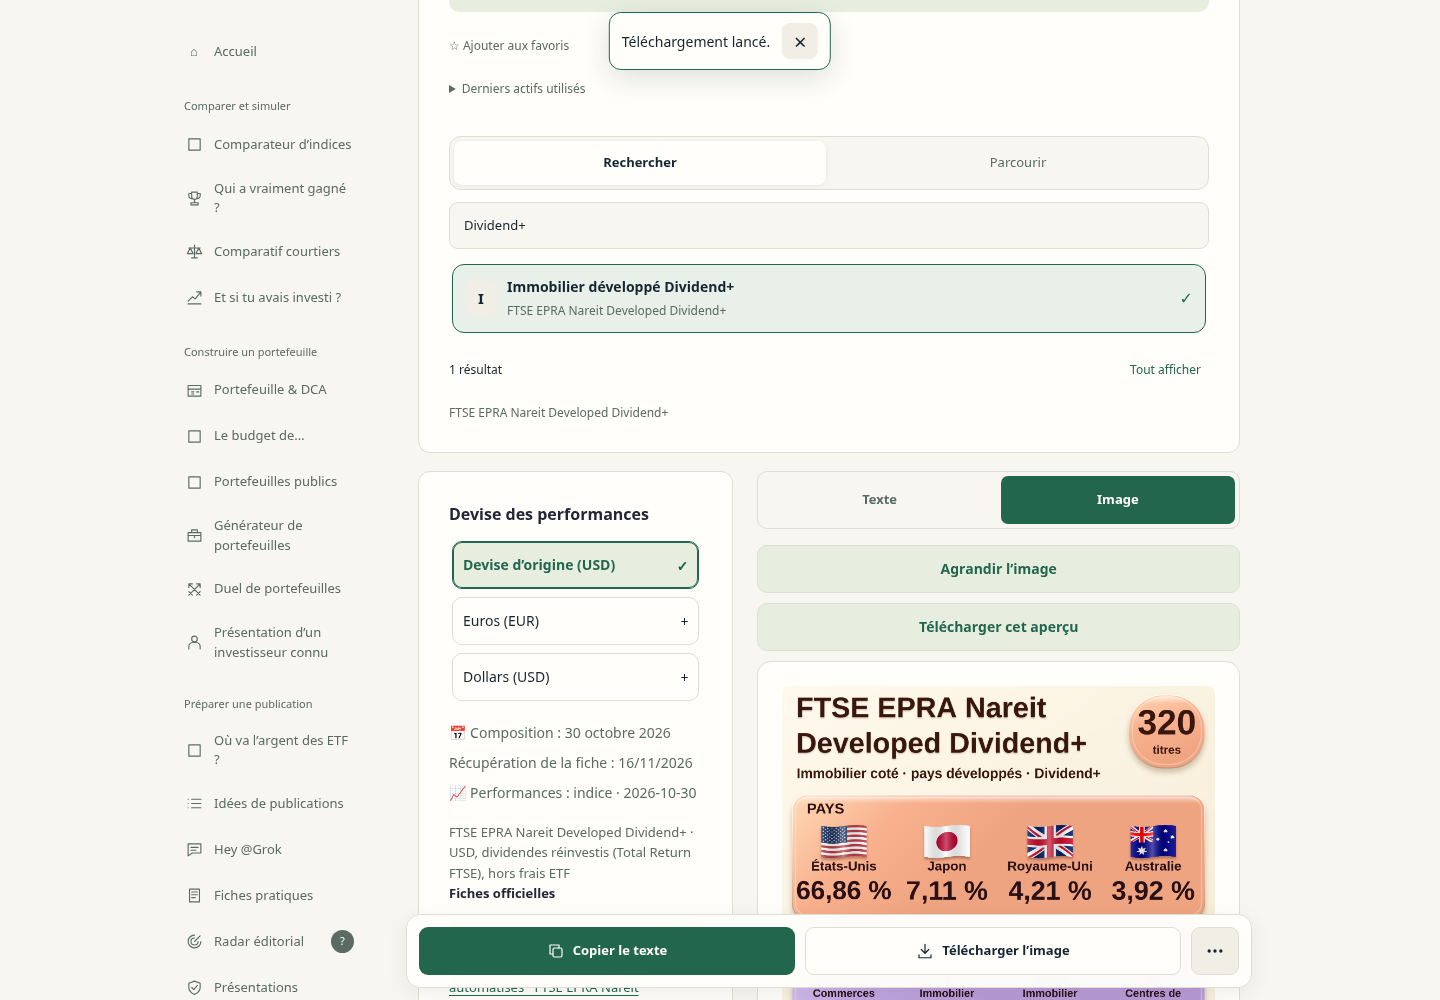 Accueil
Comparer et simuler
Comparateur d’indices
Qui a vraiment gagné
?
Comparatif courtiers
Et si tu avais investi ?
Construire un portefeuille
Portefeuille & DCA
Le budget de…
Portefeuilles publics
Générateur de
portefeuilles
Duel de portefeuilles
Présentation d’un
investisseur connu
Préparer une publication
Où va l’argent des ETF
?
Idées de publications
Hey @Grok
Fiches pratiques
Radar éditorial ?
Présentations
Téléchargement lancé. ✕
☆ Ajouter aux favoris
▶ Derniers actifs utilisés
Rechercher
Parcourir
Dividend+
I
Immobilier développé Dividend+
FTSE EPRA Nareit Developed Dividend+
✓
1 résultat
Tout afficher
FTSE EPRA Nareit Developed Dividend+
Devise des performances
Devise d’origine (USD) ✓
Euros (EUR) +
Dollars (USD) +
📅 Composition : 30 octobre 2026
Récupération de la fiche : 16/11/2026
📈 Performances : indice · 2026-10-30
FTSE EPRA Nareit Developed Dividend+ ·
USD, dividendes réinvestis (Total Return
FTSE), hors frais ETF
Fiches officielles
automatisés · FTSE EPRA Nareit
Texte
Image
Agrandir l’image
Télécharger cet aperçu
FTSE EPRA Nareit
Developed Dividend+
320
titres
Immobilier coté · pays développés · Dividend+
PAYS
États-Unis Japon Royaume-Uni Australie
66,86 % 7,11 % 4,21 % 3,92 %
Commerces Immobilier Immobilier Centres de
Copier le texte
Télécharger l’image